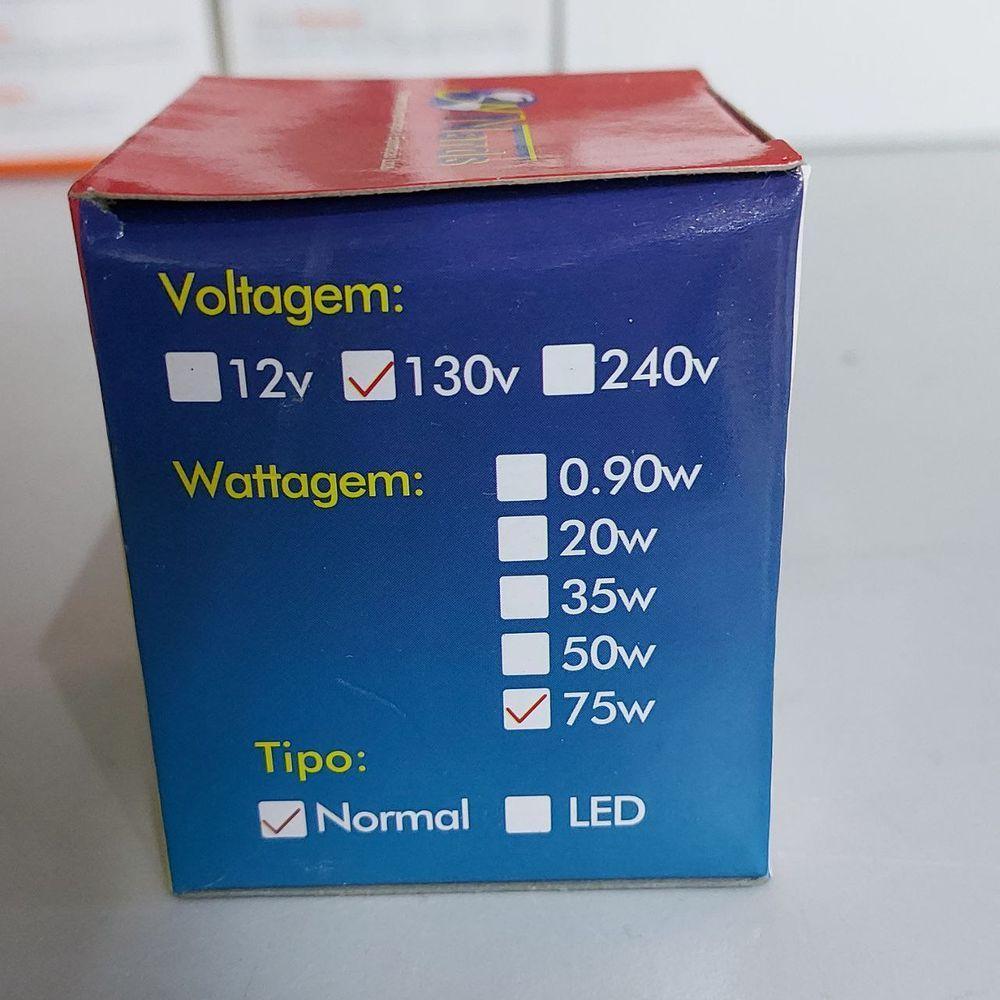 Voltagem:
12v 130v 240v
Wattagem: 0.90w
20w
35w
50w
75w
Tipo:
Normal LED